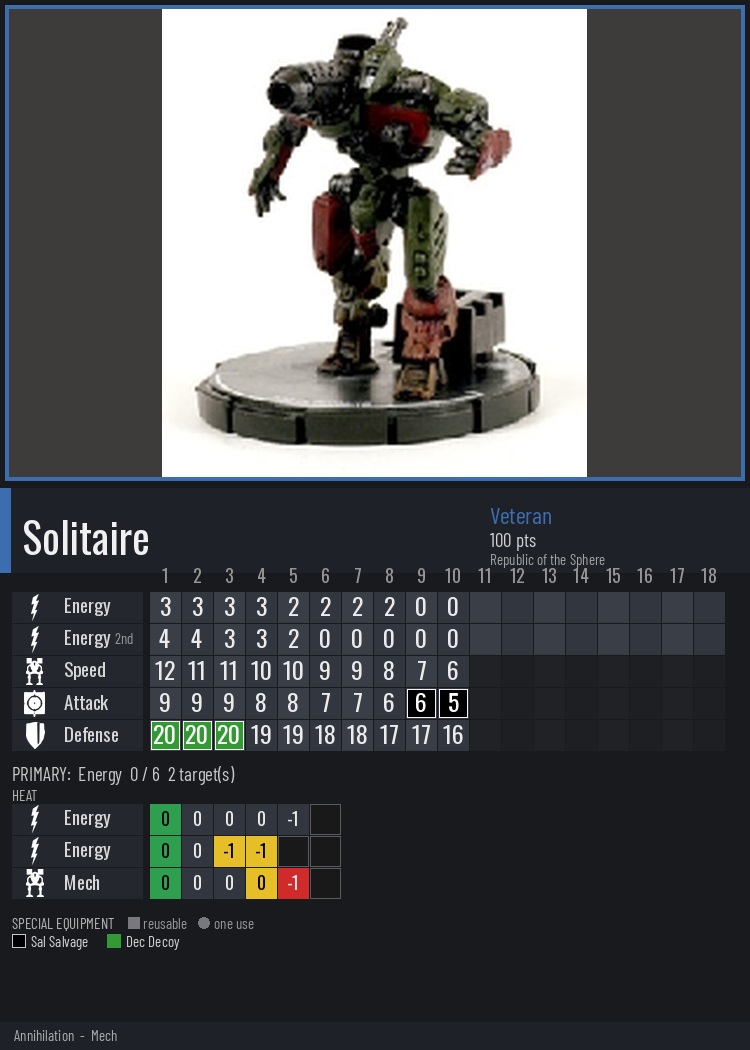 Solitaire
Veteran
100 pts
Republic of the Sphere
1 2 3 4 5 6 7 8 9 10 11 12 13 14 15 16 17 18
Energy 3 3 3 3 2 2 2 2 0 0
Energy 2nd 4 4 3 3 2 0 0 0 0 0
Speed 12 11 11 10 10 9 9 8 7 6
Attack 9 9 9 8 8 7 7 6 6 5
Defense 20 20 20 19 19 18 18 17 17 16
PRIMARY: Energy 0 / 6 2 target(s)
HEAT
Energy 0 0 0 0 -1
Energy 0 0 -1 -1
Mech 0 0 0 0 -1
SPECIAL EQUIPMENT reusable one use
Sal Salvage Dec Decoy
Annihilation - Mech